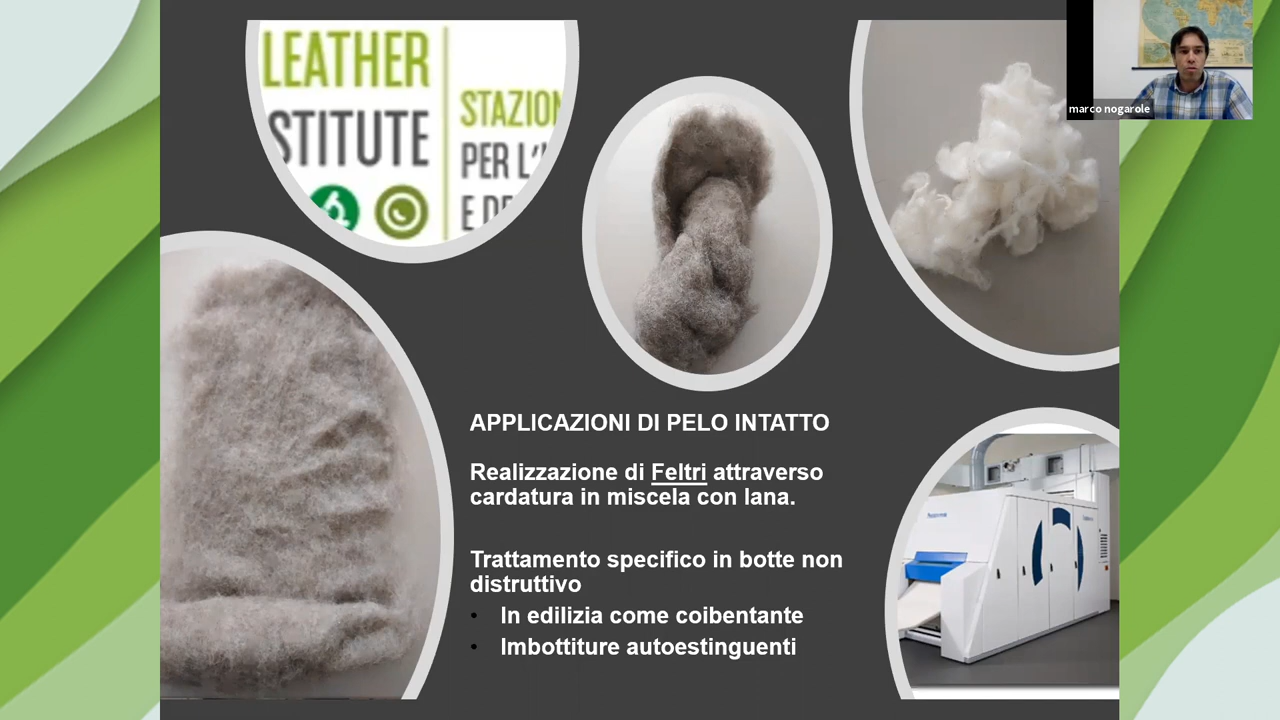 LEATHER
STITUTE
STAZION
PER L'
E DE
marco nogarole
APPLICAZIONI DI PELO INTATTO
Realizzazione di Feltri attraverso
cardatura in miscela con lana.
Trattamento specifico in botte non
distruttivo
• In edilizia come coibentante
• Imbottiture autoestinguenti